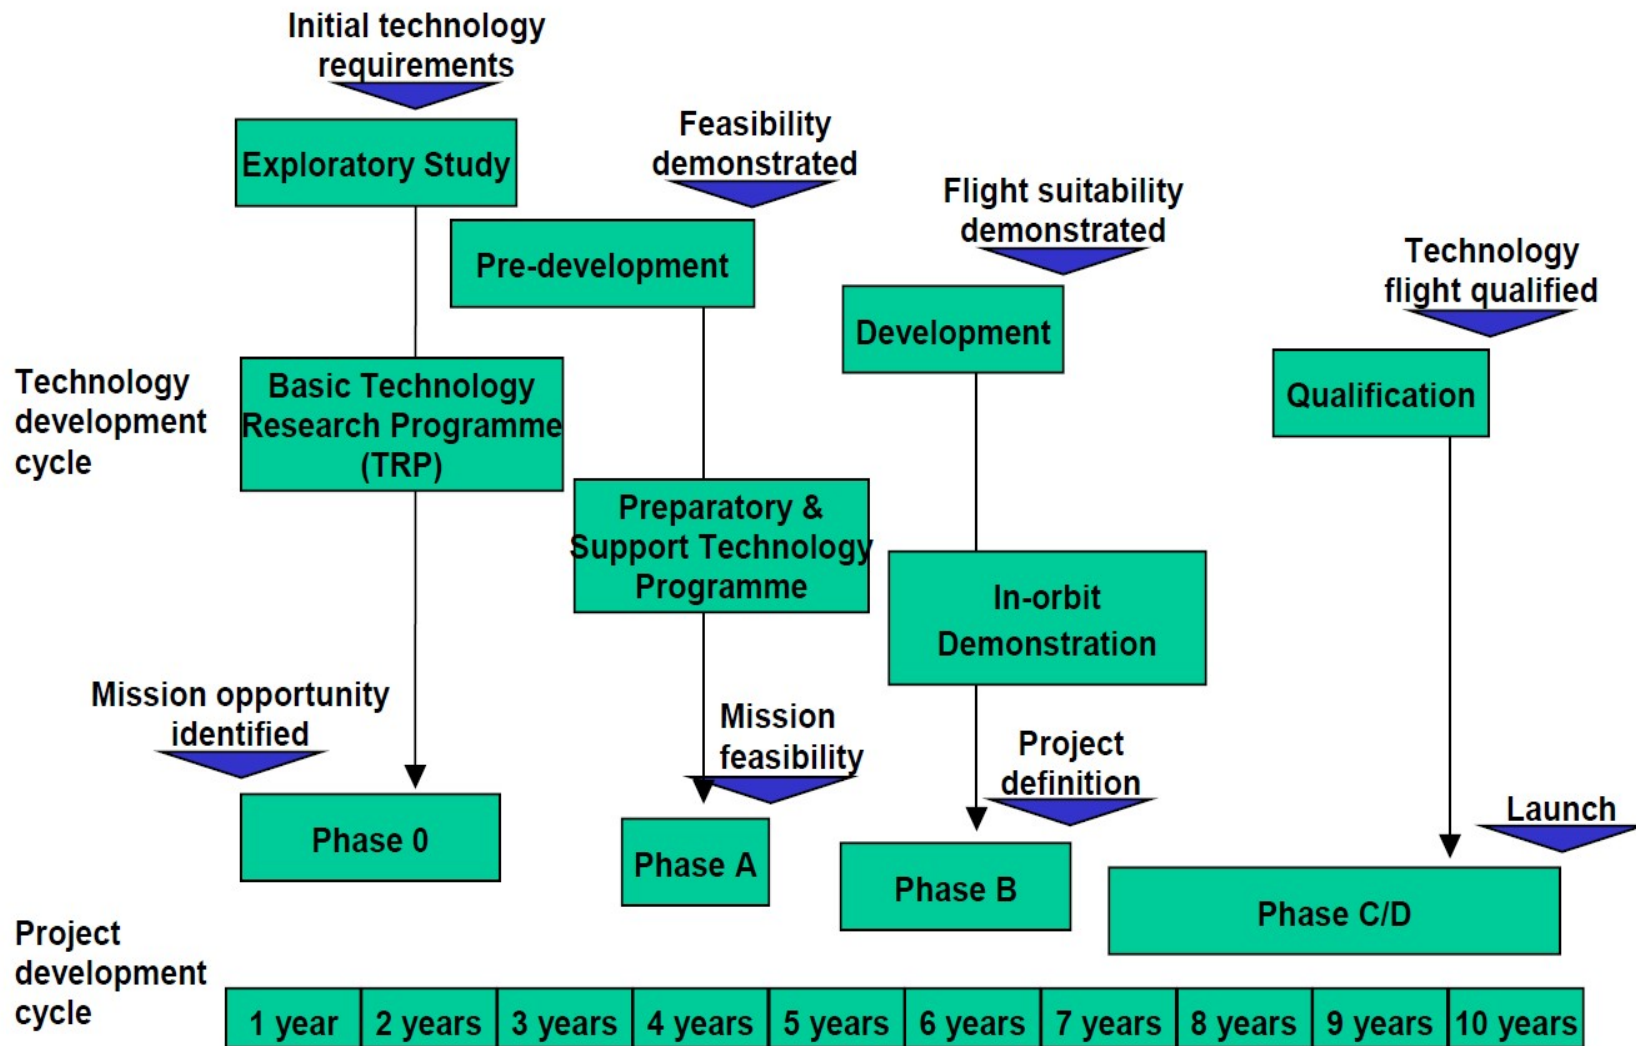 Initial technology
requirements
Exploratory Study
Feasibility
demonstrated
Pre-development
Flight suitability
demonstrated
Development
Technology
flight qualified
Qualification
Technology
development
cycle
Basic Technology
Research Programme
(TRP)
Preparatory &
Support Technology
Programme
In-orbit
Demonstration
Mission opportunity
identified
Phase 0
Mission
feasibility
Phase A
Project
definition
Phase B
Launch
Phase C/D
Project
development
cycle
1 year 2 years 3 years 4 years 5 years 6 years 7 years 8 years 9 years 10 years